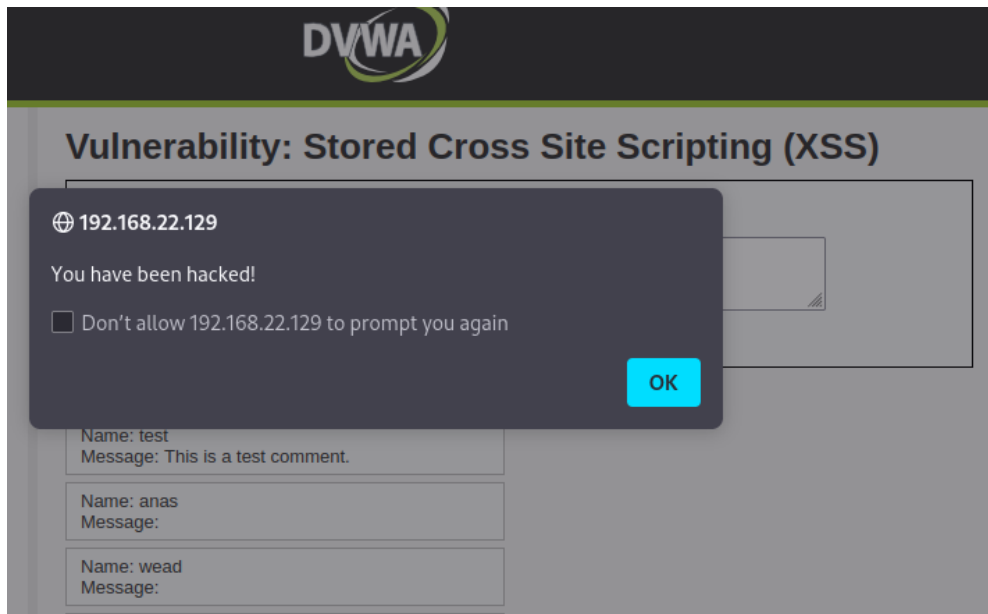 DVWA
Vulnerability: Stored Cross Site Scripting (XSS)
192.168.22.129
You have been hacked!
Don't allow 192.168.22.129 to prompt you again
OK
Name: test
Message: This is a test comment.
Name: anas
Message:
Name: wead
Message: